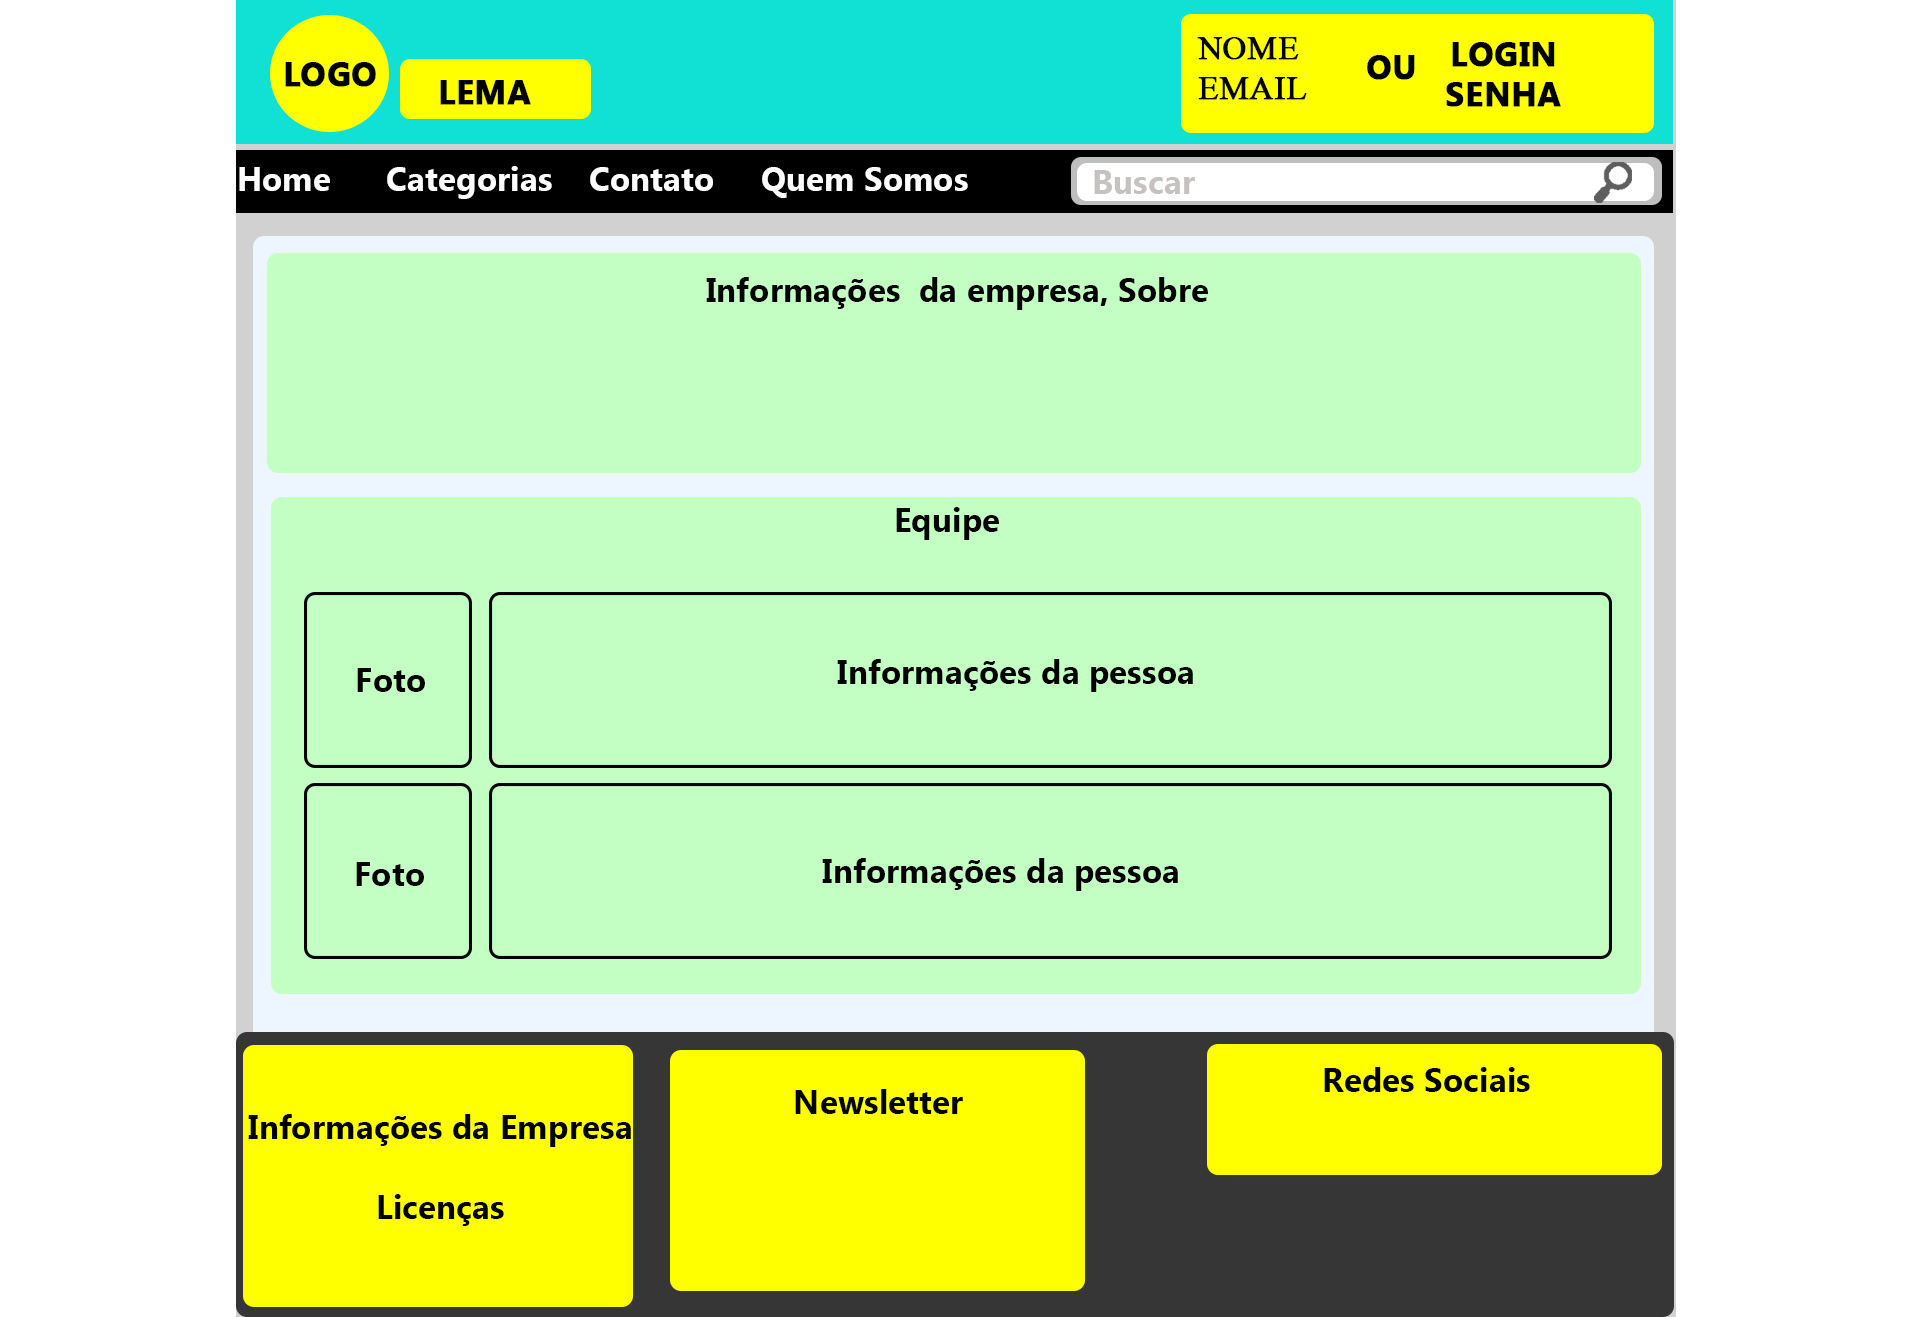 LOGO
LEMA
NOME
EMAIL
OU
LOGIN
SENHA
Home
Categorias
Contato
Quem Somos
Buscar
Informações  da empresa, Sobre
Equipe
Foto
Informações da pessoa
Foto
Informações da pessoa
Informações da Empresa
Licenças
Newsletter
Redes Sociais